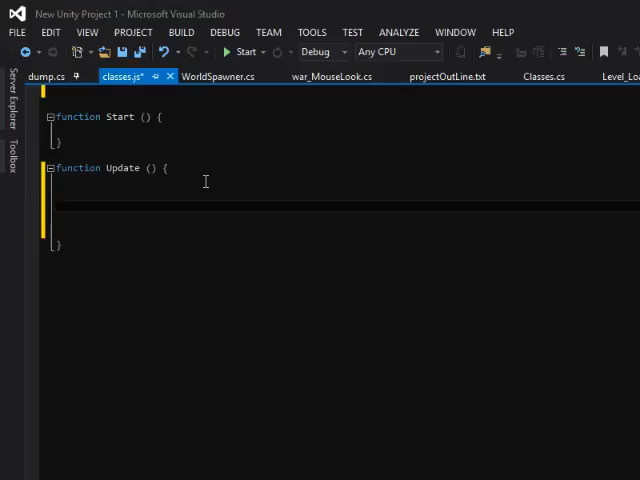 New Unity Project 1 - Microsoft Visual Studio
FILE EDIT VIEW PROJECT BUILD DEBUG TEAM TOOLS TEST ANALYZE WINDOW HELP
Start Debug Any CPU
dump.cs classes.js* WorldSpawner.cs war_MouseLook.cs projectOutLine.txt Classes.cs Level_Loa
Server Explorer
Toolbox
function Start () {
}
function Update () {
}